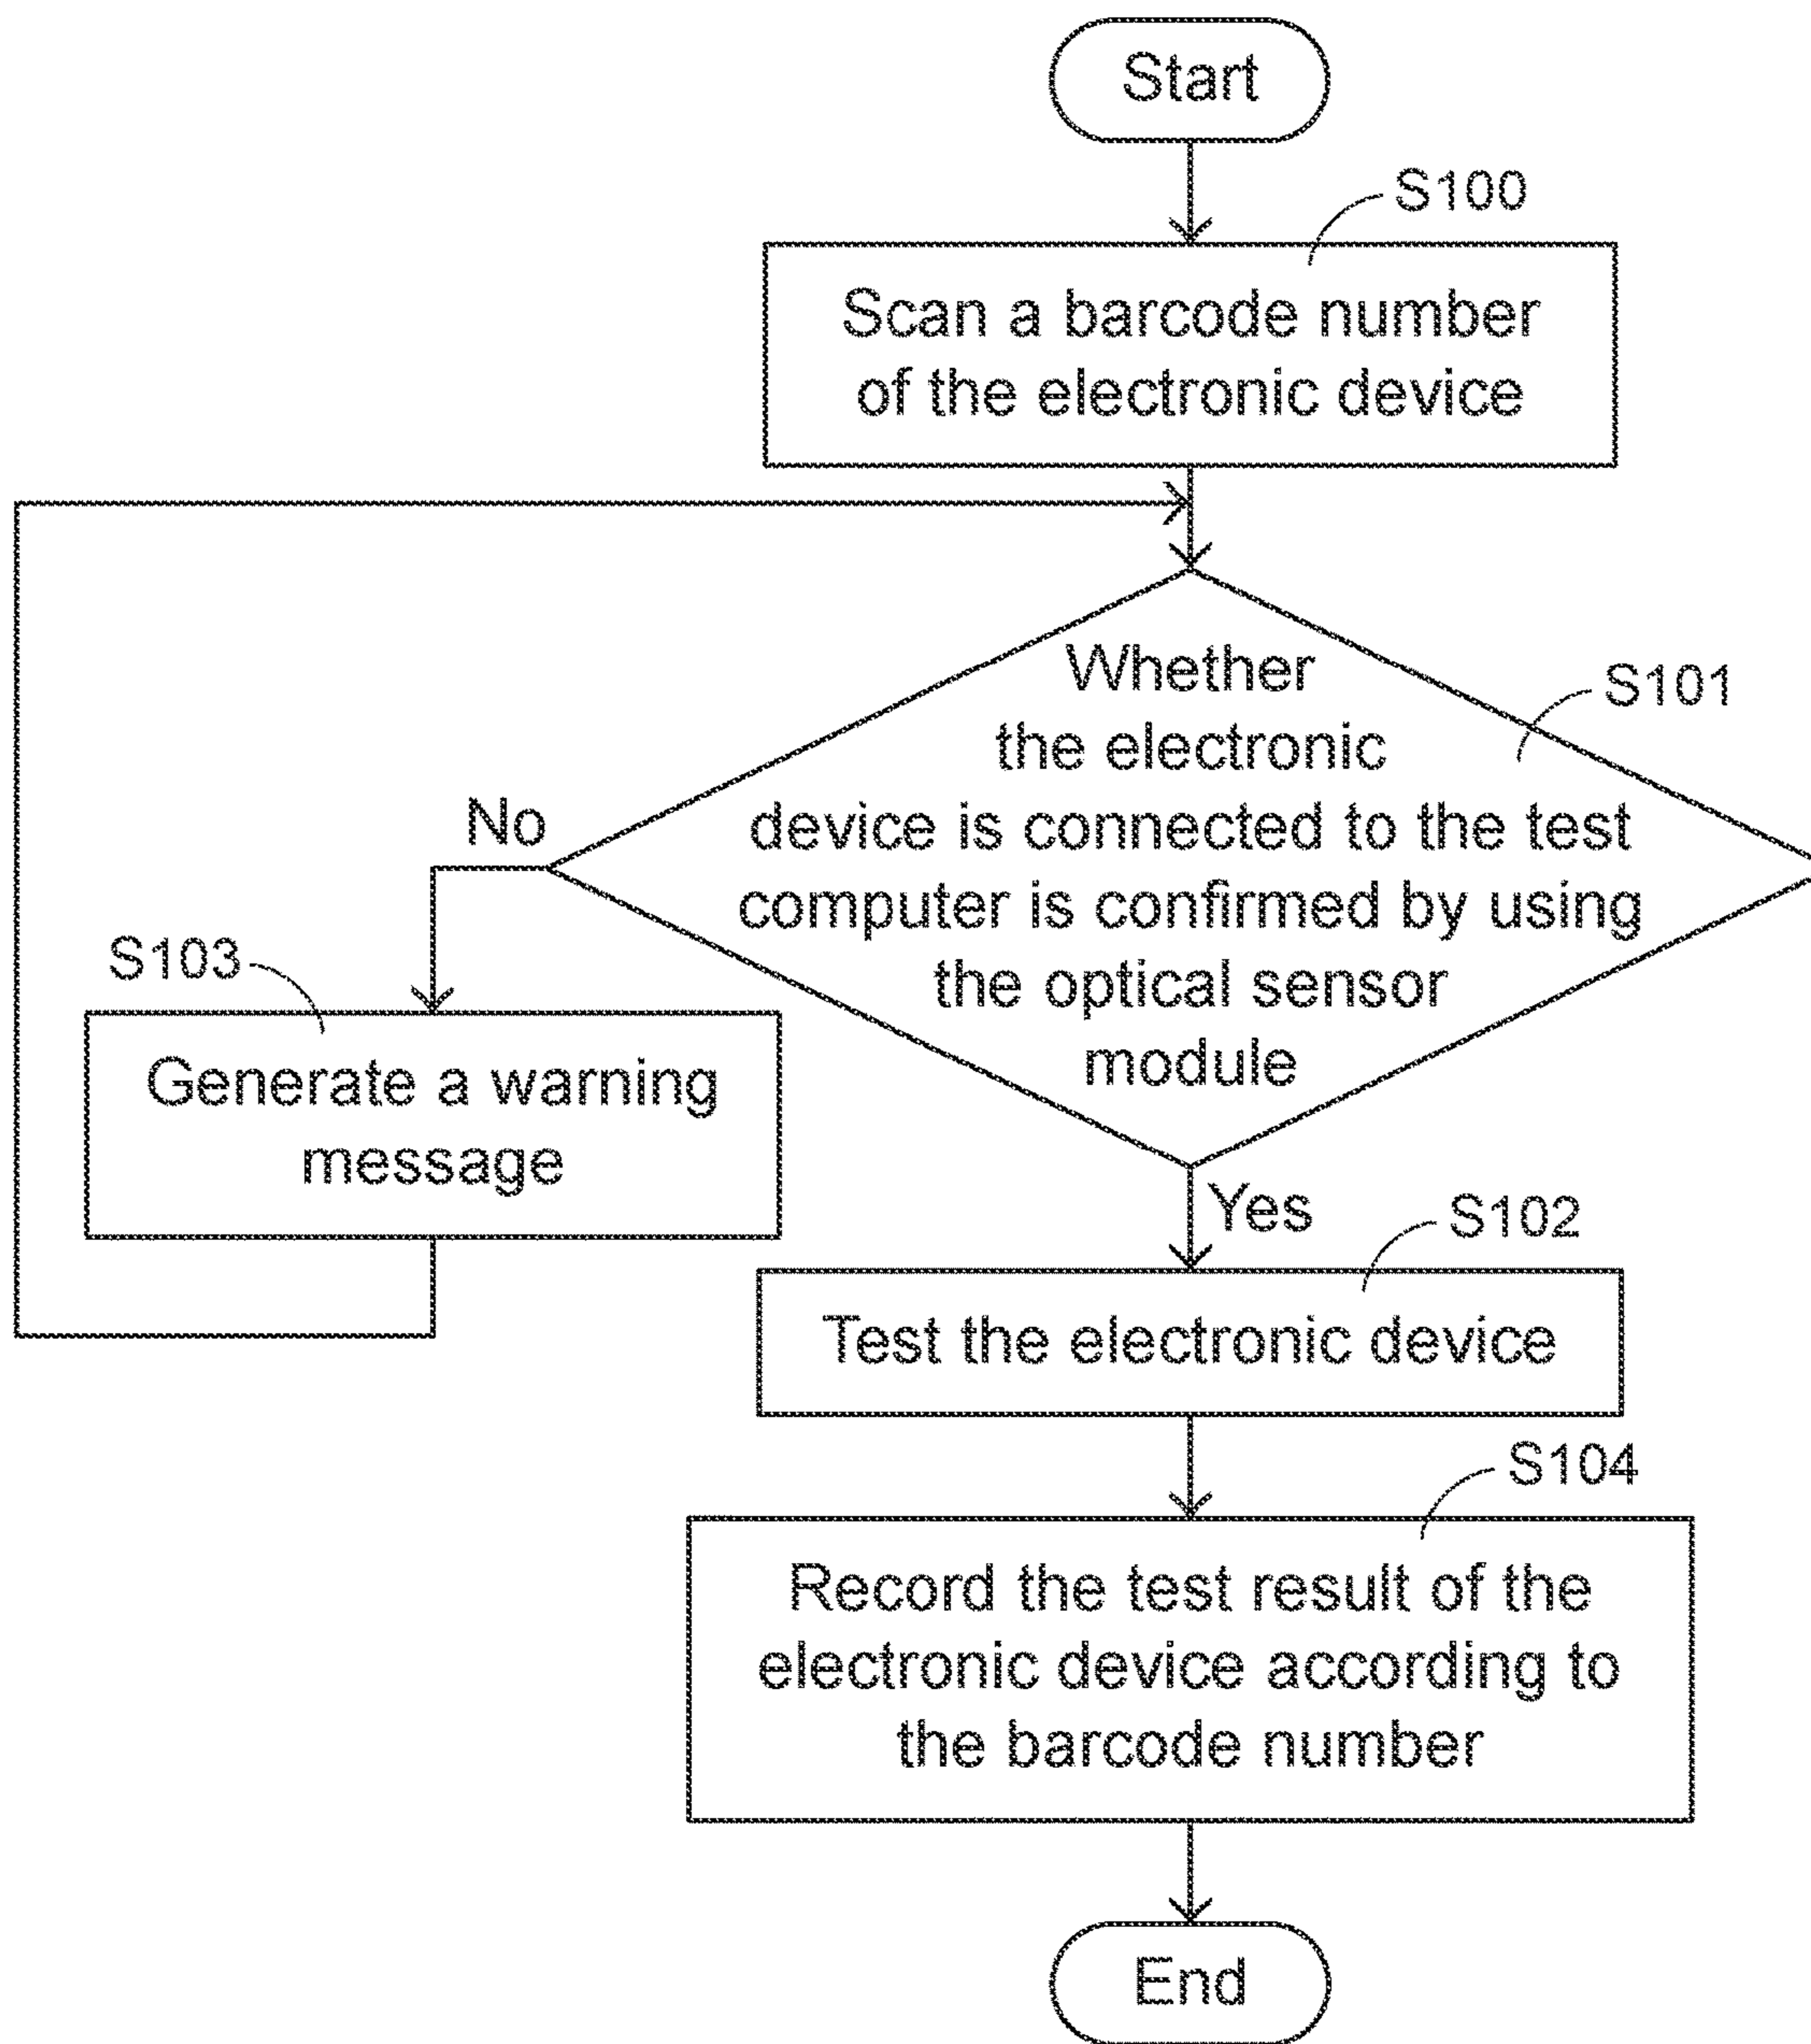 Start
S100
Scan a barcode number
of the electronic device
Whether
the electronic
device is connected to the test
computer is confirmed by using
the optical sensor
module
S101
No
S103
Generate a warning
message
Yes
S102
Test the electronic device
S104
Record the test result of the
electronic device according to
the barcode number
End